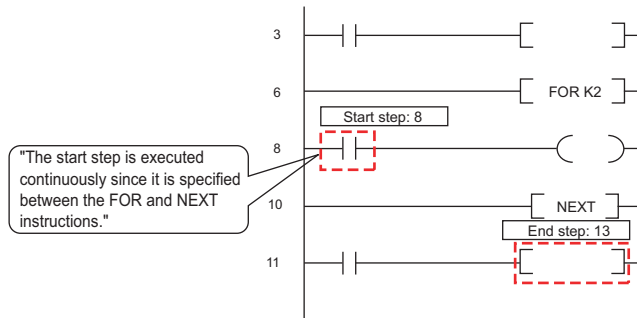 3
6
FOR K2
Start step: 8
8
"The start step is executed
continuously since it is specified
between the FOR and NEXT
instructions."
10
NEXT
End step: 13
11